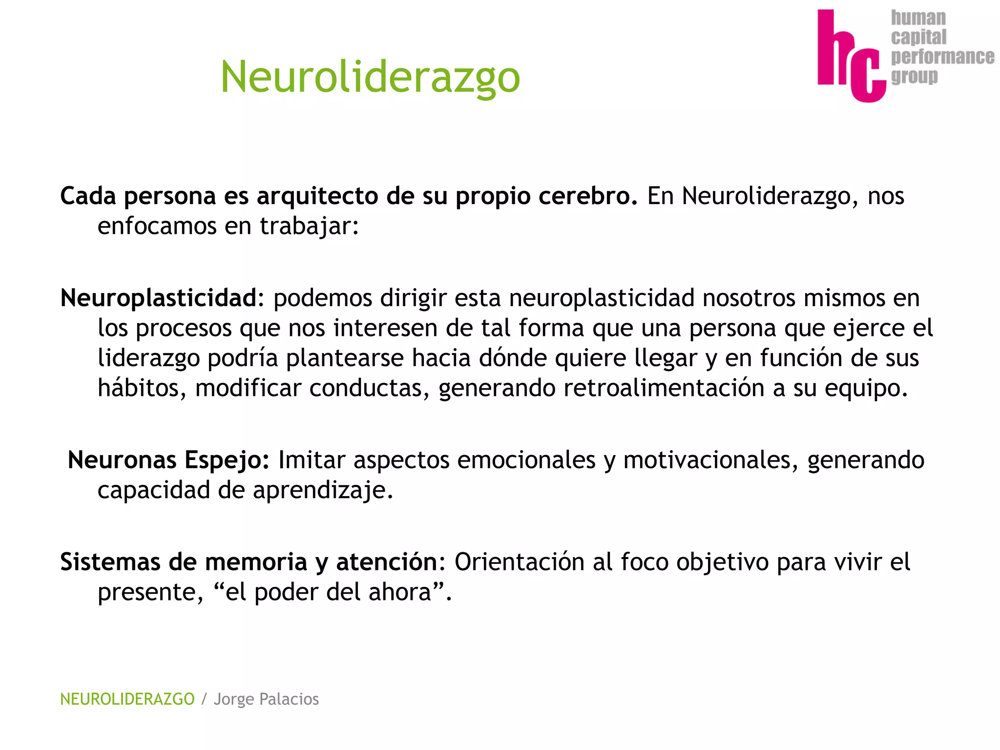 human
capital
performance
group
hc
Neuroliderazgo
Cada persona es arquitecto de su propio cerebro. En Neuroliderazgo, nos
enfocamos en trabajar:
Neuroplasticidad: podemos dirigir esta neuroplasticidad nosotros mismos en
los procesos que nos interesen de tal forma que una persona que ejerce el
liderazgo podría plantearse hacia dónde quiere llegar y en función de sus
hábitos, modificar conductas, generando retroalimentación a su equipo.
Neuronas Espejo: Imitar aspectos emocionales y motivacionales, generando
capacidad de aprendizaje.
Sistemas de memoria y atención: Orientación al foco objetivo para vivir el
presente, “el poder del ahora”.
NEUROLIDERAZGO / Jorge Palacios